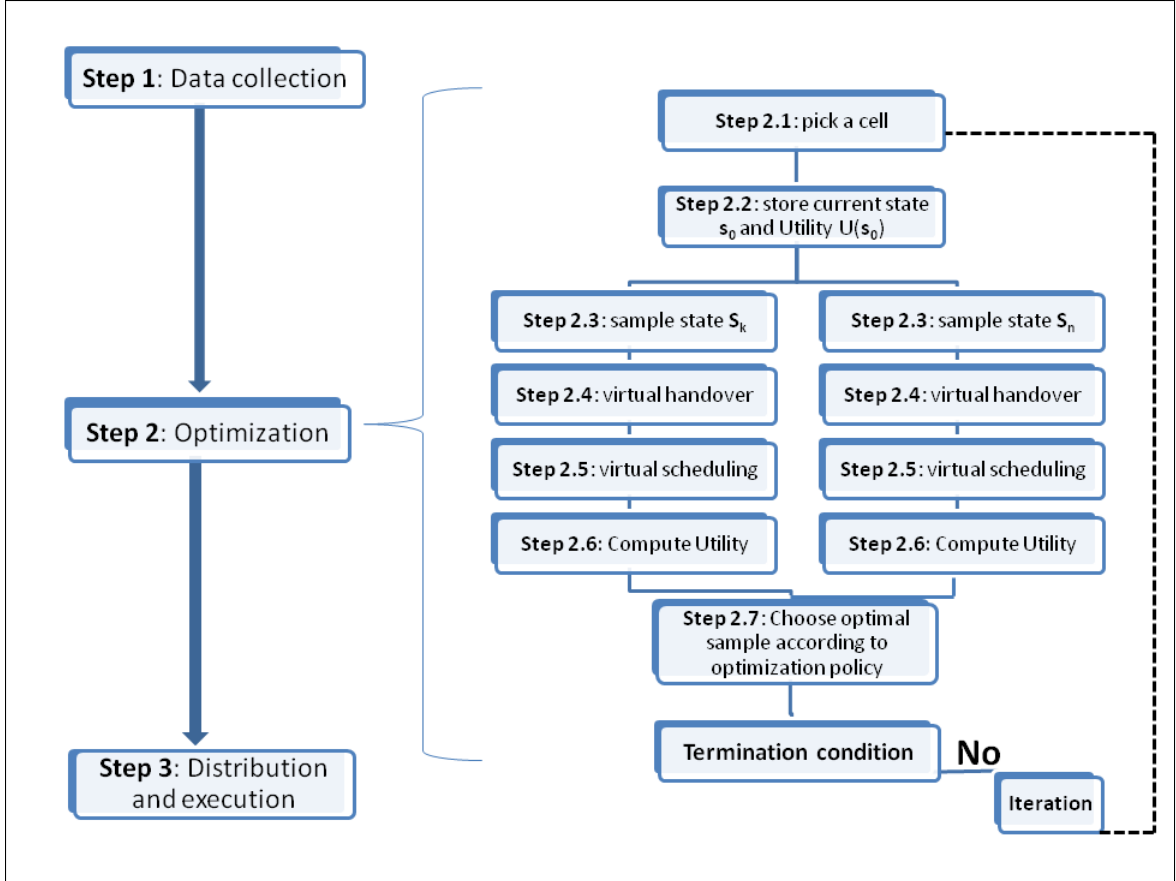 Step 1: Data collection
Step 2: Optimization
Step 3: Distribution
and execution
Step 2.1: pick a cell
Step 2.2: store current state
s₀ and Utility U(s₀)
Step 2.3: sample state Sₖ
Step 2.4: virtual handover
Step 2.5: virtual scheduling
Step 2.6: Compute Utility
Step 2.3: sample state Sₙ
Step 2.4: virtual handover
Step 2.5: virtual scheduling
Step 2.6: Compute Utility
Step 2.7: Choose optimal
sample according to
optimization policy
Termination condition
No
Iteration